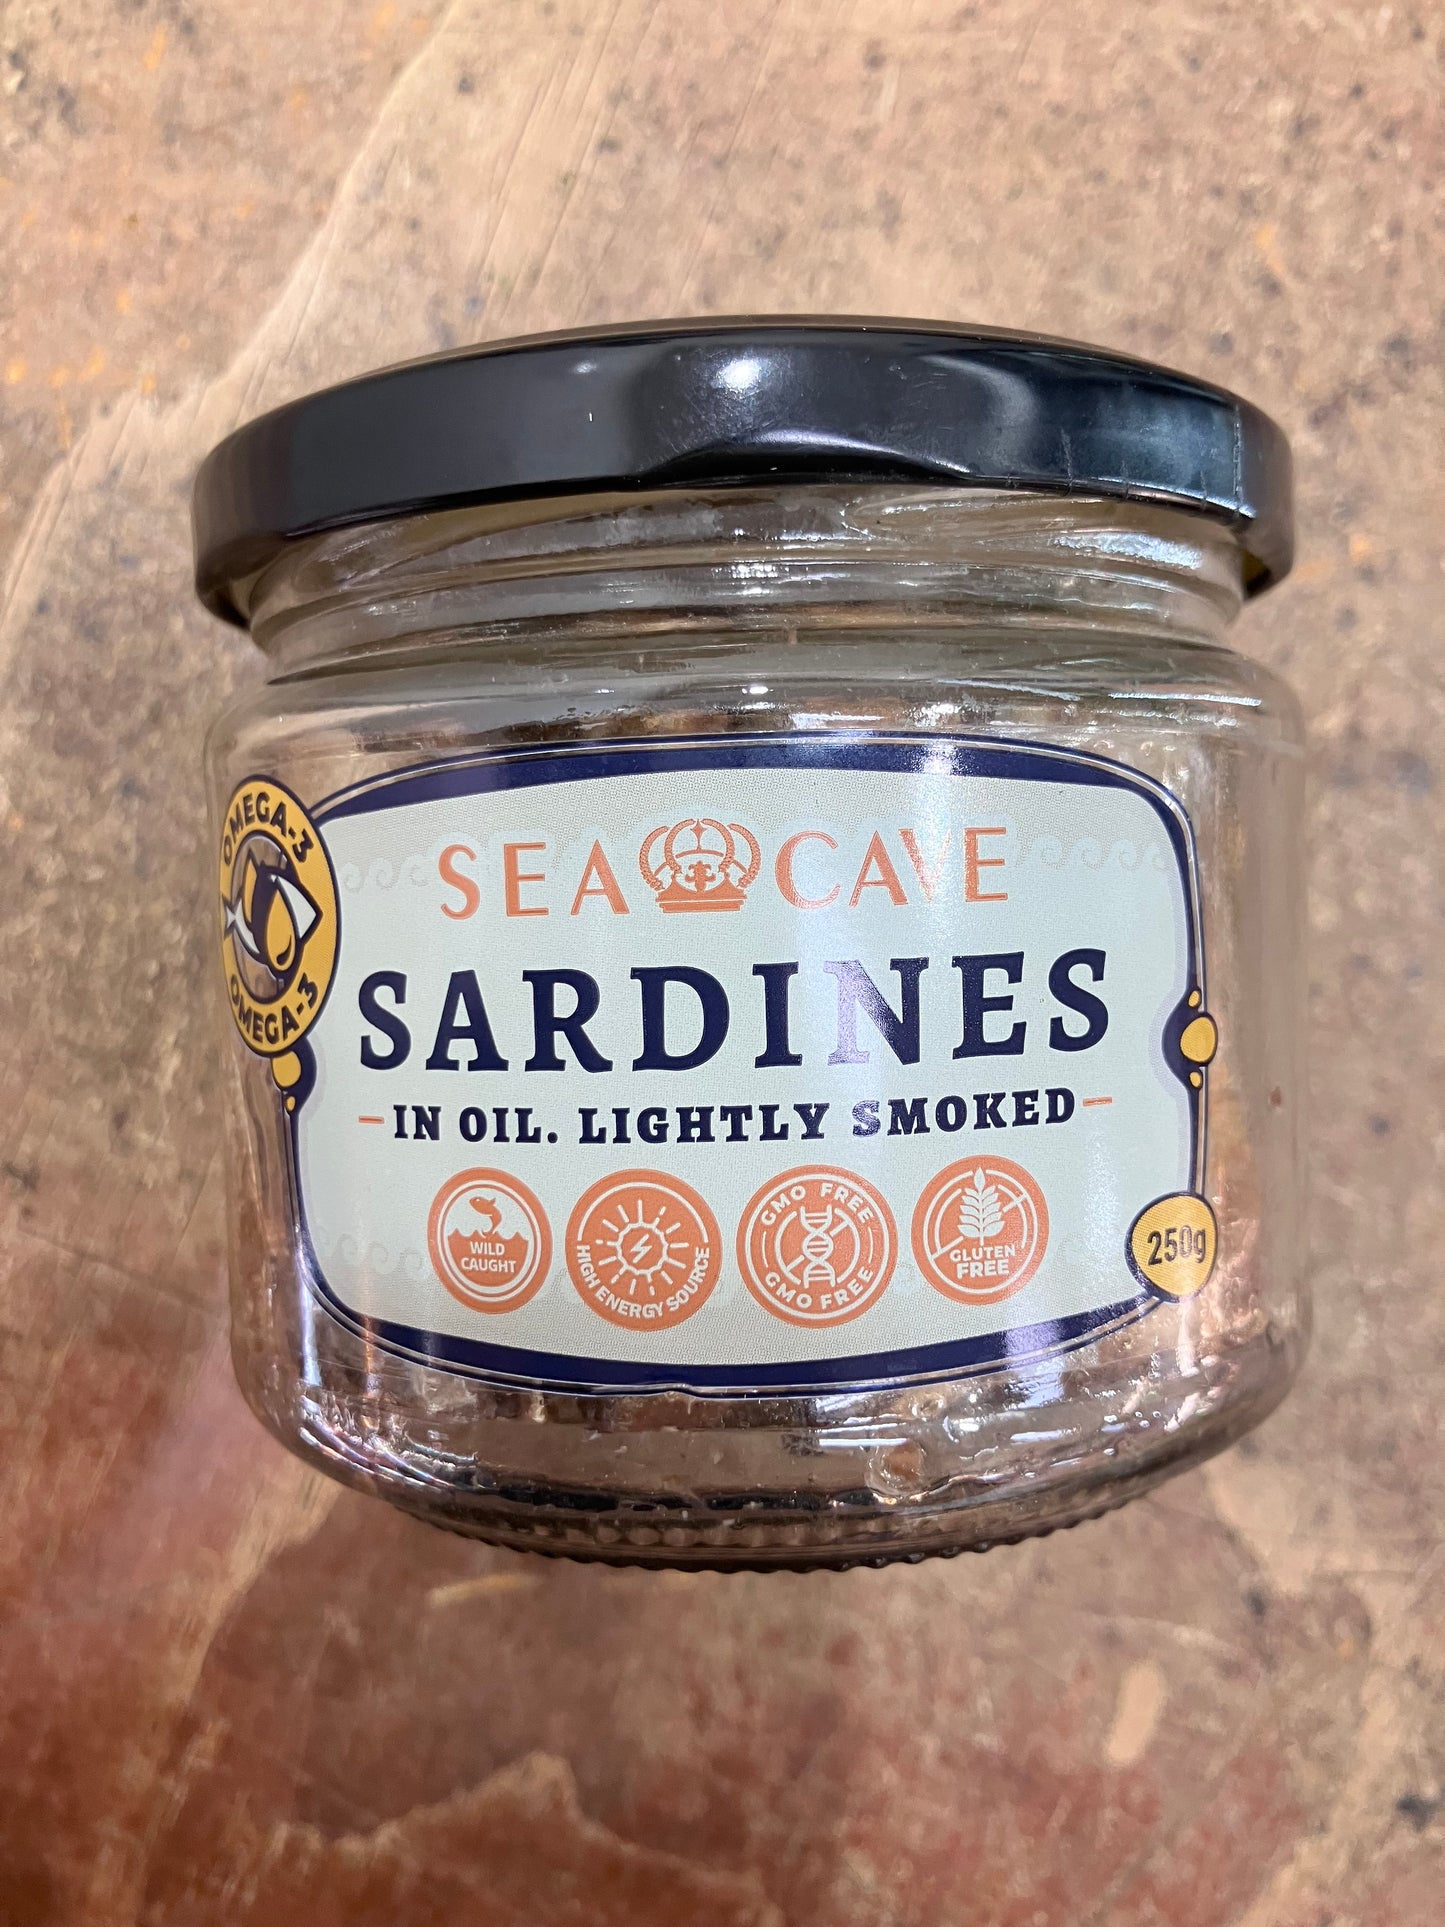 OMEGA-3
OMEGA-3
SEA CAVE
SARDINES
IN OIL. LIGHTLY SMOKED
WILD
CAUGHT
HIGH ENERGY SOURCE
GMO FREE
GMO FREE
GLUTEN
FREE
250g